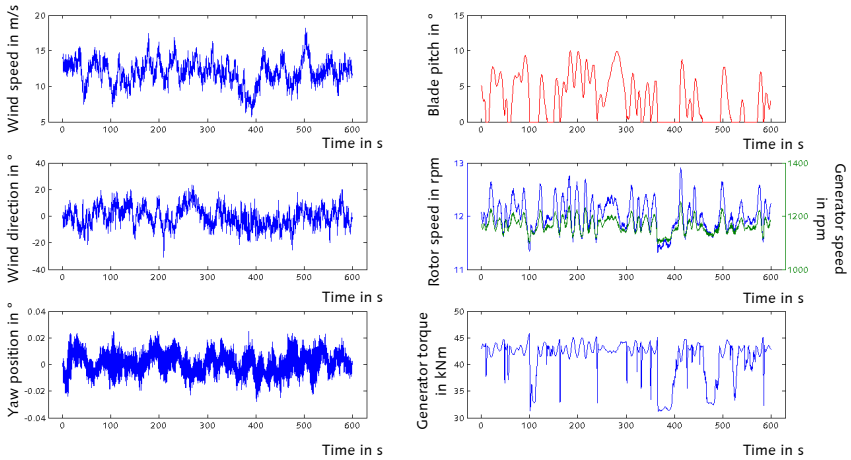 Wind speed in m/s
20
15
10
5
0 100 200 300 400 500 600
Time in s
Blade pitch in °
15
10
5
0
0 100 200 300 400 500 600
Time in s
Wind direction in °
40
20
0
-20
-40
0 100 200 300 400 500 600
Time in s
Rotor speed in rpm
13
12
11
1400
1200
1000
Generator speed
in rpm
0 100 200 300 400 500 600
Time in s
Yaw position in °
0.04
0.02
0
-0.02
-0.04
0 100 200 300 400 500 600
Time in s
Generator torque
in kNm
50
45
40
35
30
0 100 200 300 400 500 600
Time in s